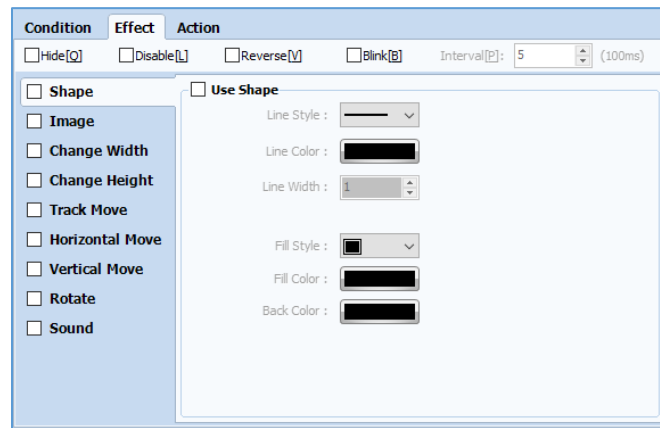 Condition Effect Action
Hide[O] Disable[L] Reverse[V] Blink[B] Interval[P]: 5 (100ms)
Shape
Image
Change Width
Change Height
Track Move
Horizontal Move
Vertical Move
Rotate
Sound
Use Shape
Line Style :
Line Color :
Line Width : 1
Fill Style :
Fill Color :
Back Color :